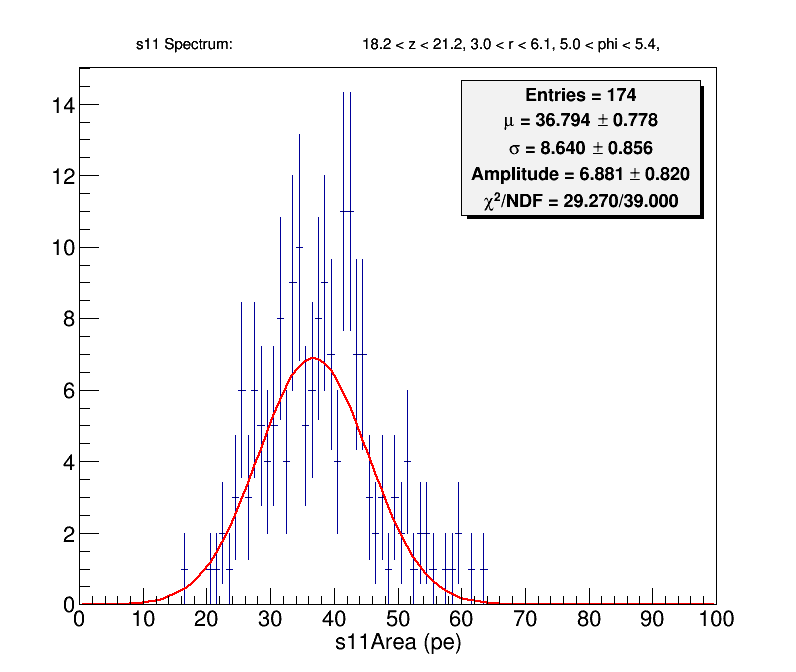 s11 Spectrum: 18.2 < z < 21.2, 3.0 < r < 6.1, 5.0 < phi < 5.4,
Entries = 174
μ = 36.794 ± 0.778
σ = 8.640 ± 0.856
Amplitude = 6.881 ± 0.820
χ²/NDF = 29.270/39.000
14
12
10
8
6
4
2
0
0 10 20 30 40 50 60 70 80 90 100
s11Area (pe)